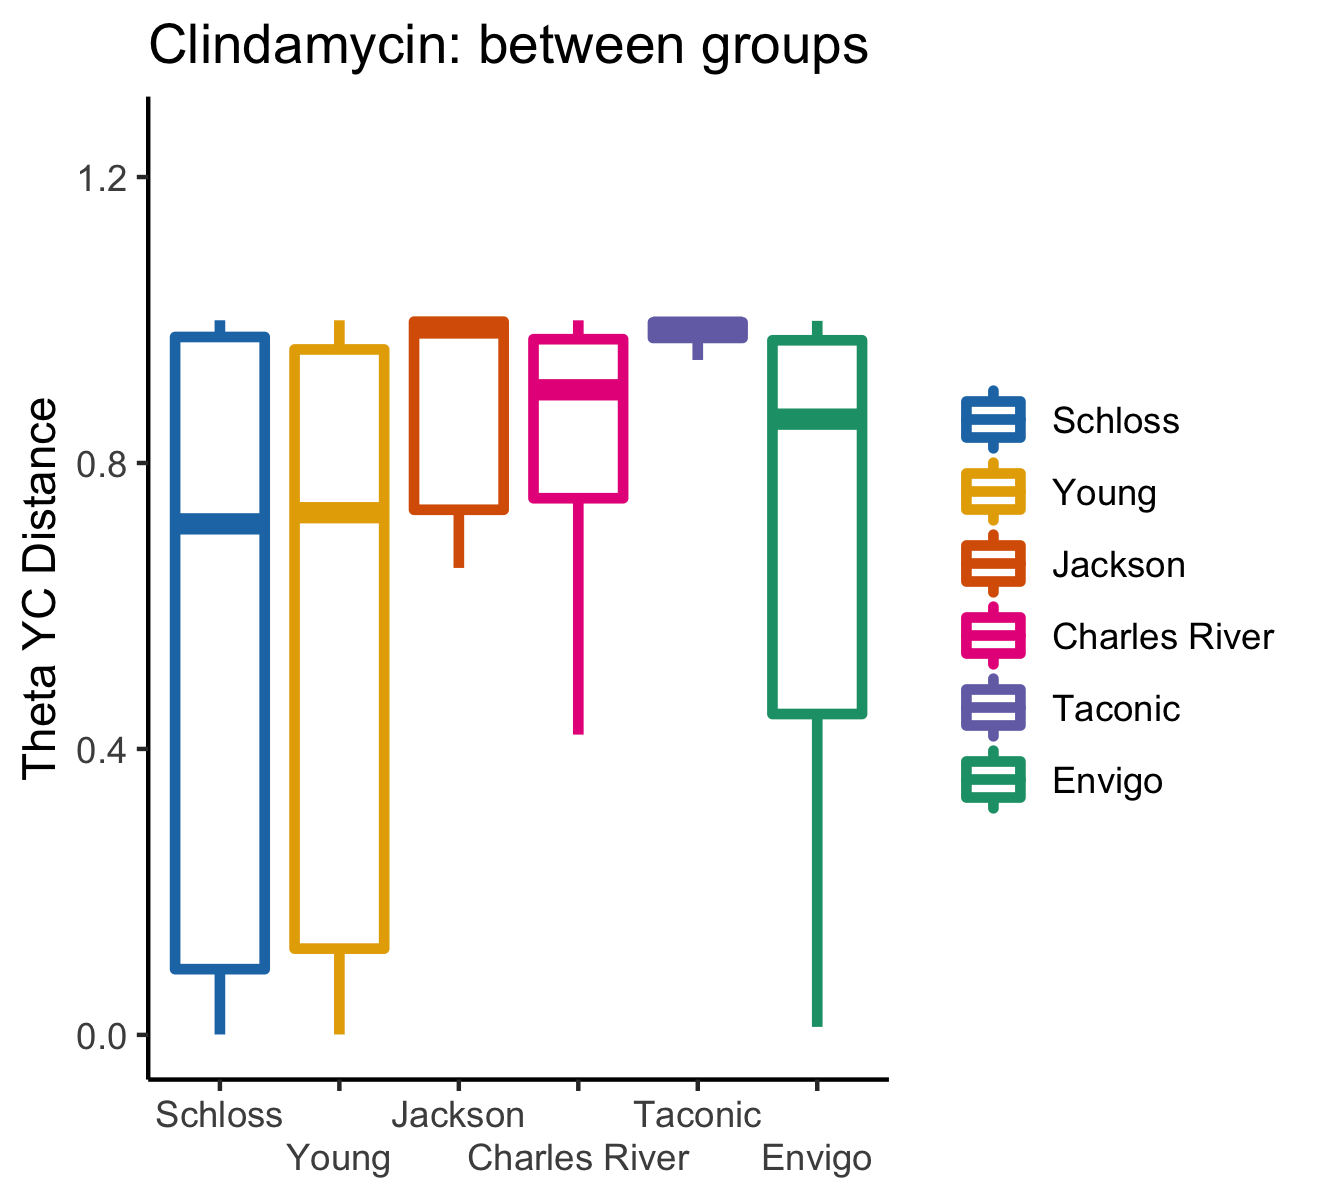 Clindamycin: between groups
Theta YC Distance
1.2
0.8
0.4
0.0
Schloss
Young
Jackson
Charles River
Taconic
Envigo
Schloss
Young
Jackson
Charles River
Taconic
Envigo